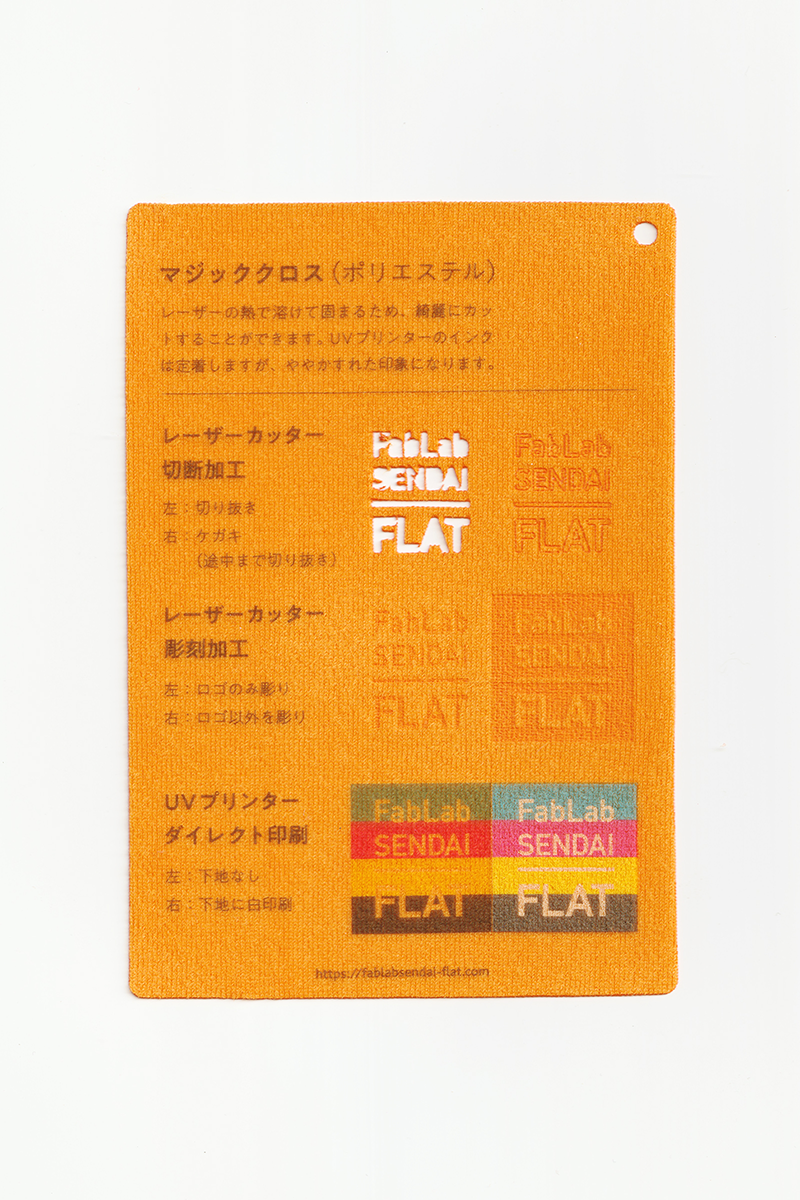 マジッククロス(ポリエステル)
レーザーの熱で溶けて固まるため、綺麗にカッ
トすることができます。UVプリンターのインク
は定着しますが、ややかすれた印象になります。
レーザーカッター
切断加工
左：切り抜き
右：ケガキ
(途中まで切り抜き)
FabLab
SENDAI
FLAT
FabLab
SENDAI
FLAT
レーザーカッター
彫刻加工
左：ロゴのみ彫り
右：ロゴ以外を彫り
FabLab
SENDAI
FLAT
FabLab
SENDAI
FLAT
UVプリンター
ダイレクト印刷
左：下地なし
右：下地に白印刷
FabLab
SENDAI
FLAT
FabLab
SENDAI
FLAT
https://fablabsendai-flat.com